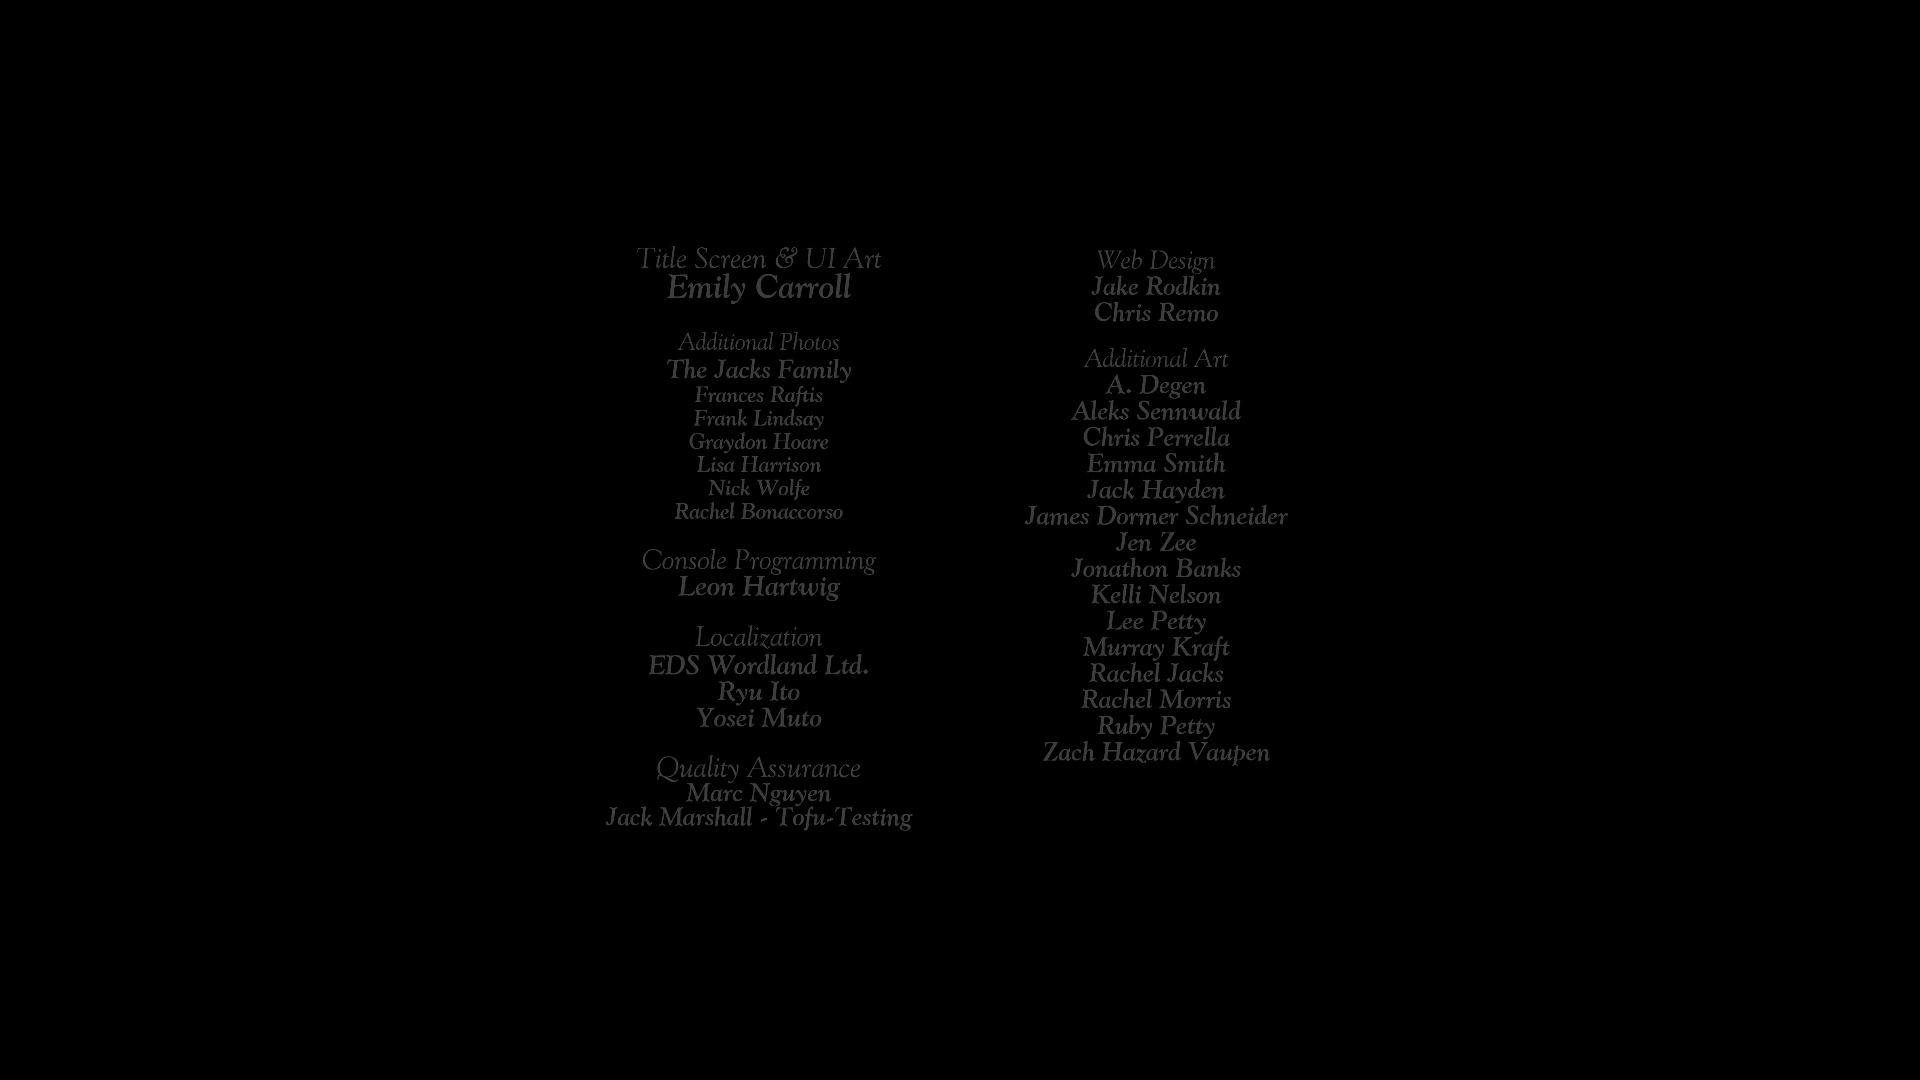 Title Screen & UI Art
Emily Carroll
Additional Photos
The Jacks Family
Frances Raftis
Frank Lindsay
Graydon Hoare
Lisa Harrison
Nick Wolfe
Rachel Bonaccorso
Console Programming
Leon Hartwig
Localization
EDS Wordland Ltd.
Ryu Ito
Yosei Muto
Quality Assurance
Marc Nguyen
Jack Marshall - Tofu-Testing
Web Design
Jake Rodkin
Chris Remo
Additional Art
A. Degen
Aleks Sennwald
Chris Perrella
Emma Smith
Jack Hayden
James Dormer Schneider
Jen Zee
Jonathon Banks
Kelli Nelson
Lee Petty
Murray Kraft
Rachel Jacks
Rachel Morris
Ruby Petty
Zach Hazard Vaupen